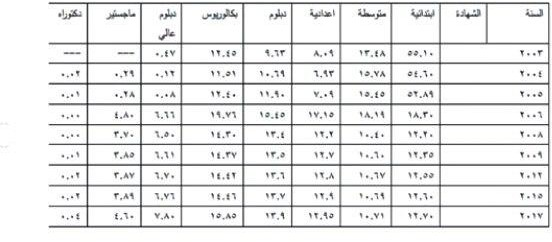 السنة الشهادة ابتدائية متوسطة اعدادية دبلوم بكالوريوس دبلوم عالي ماجستير دكتوراه
٢٠٠٣ ٥٥.١٠ ١٣.٤٨ ٨.٠٩ ٩.٦٣ ١٢.٤٥ ٠.٤٧ --- ---
٢٠٠٤ ٥٤.٦٠ ١٥.٧٨ ٦.٩٣ ١٠.٦٩ ١١.٥١ ٠.١٢ ٠.٢٩ ٠.٠٢
٢٠٠٥ ٥٢.٨٩ ١٥.٤٥ ٧.٠٩ ١١.٩٠ ١٢.٤٠ ٠.٠٨ ٠.٢٨ ٠.٠١
٢٠٠٦ ١٨.٣٠ ١٨.١٩ ١٧.١٥ ١٥.٤٥ ١٩.٧٦ ٦.٦٦ ٤.٨٠ ٠.٠٠
٢٠٠٨ ١٢.٢٠ ١٠.٤٠ ١٢.٢ ١٣.٤ ١٤.٣٠ ٦.٥٠ ٣.٧٠ ٠.٠٠
٢٠٠٩ ١٢.٣٥ ١٠.٦٠ ١٢.٧ ١٣.٥ ١٤.٣٧ ٦.٦١ ٣.٨٥ ٠.٠١
٢٠١٢ ١٢.٥٥ ١٠.٦٧ ١٢.٨ ١٣.٦ ١٤.٤٢ ٦.٧٠ ٣.٨٧ ٠.٠٢
٢٠١٥ ١٢.٦٠ ١٠.٦٩ ١٢.٩ ١٣.٧ ١٤.٤٦ ٦.٧٦ ٣.٨٩ ٠.٠٢
٢٠١٧ ١٢.٧٠ ١٠.٧١ ١٢.٩٥ ١٣.٩ ١٥.٨٥ ٧.٨٠ ٤.٦٠ ٠.٠٤